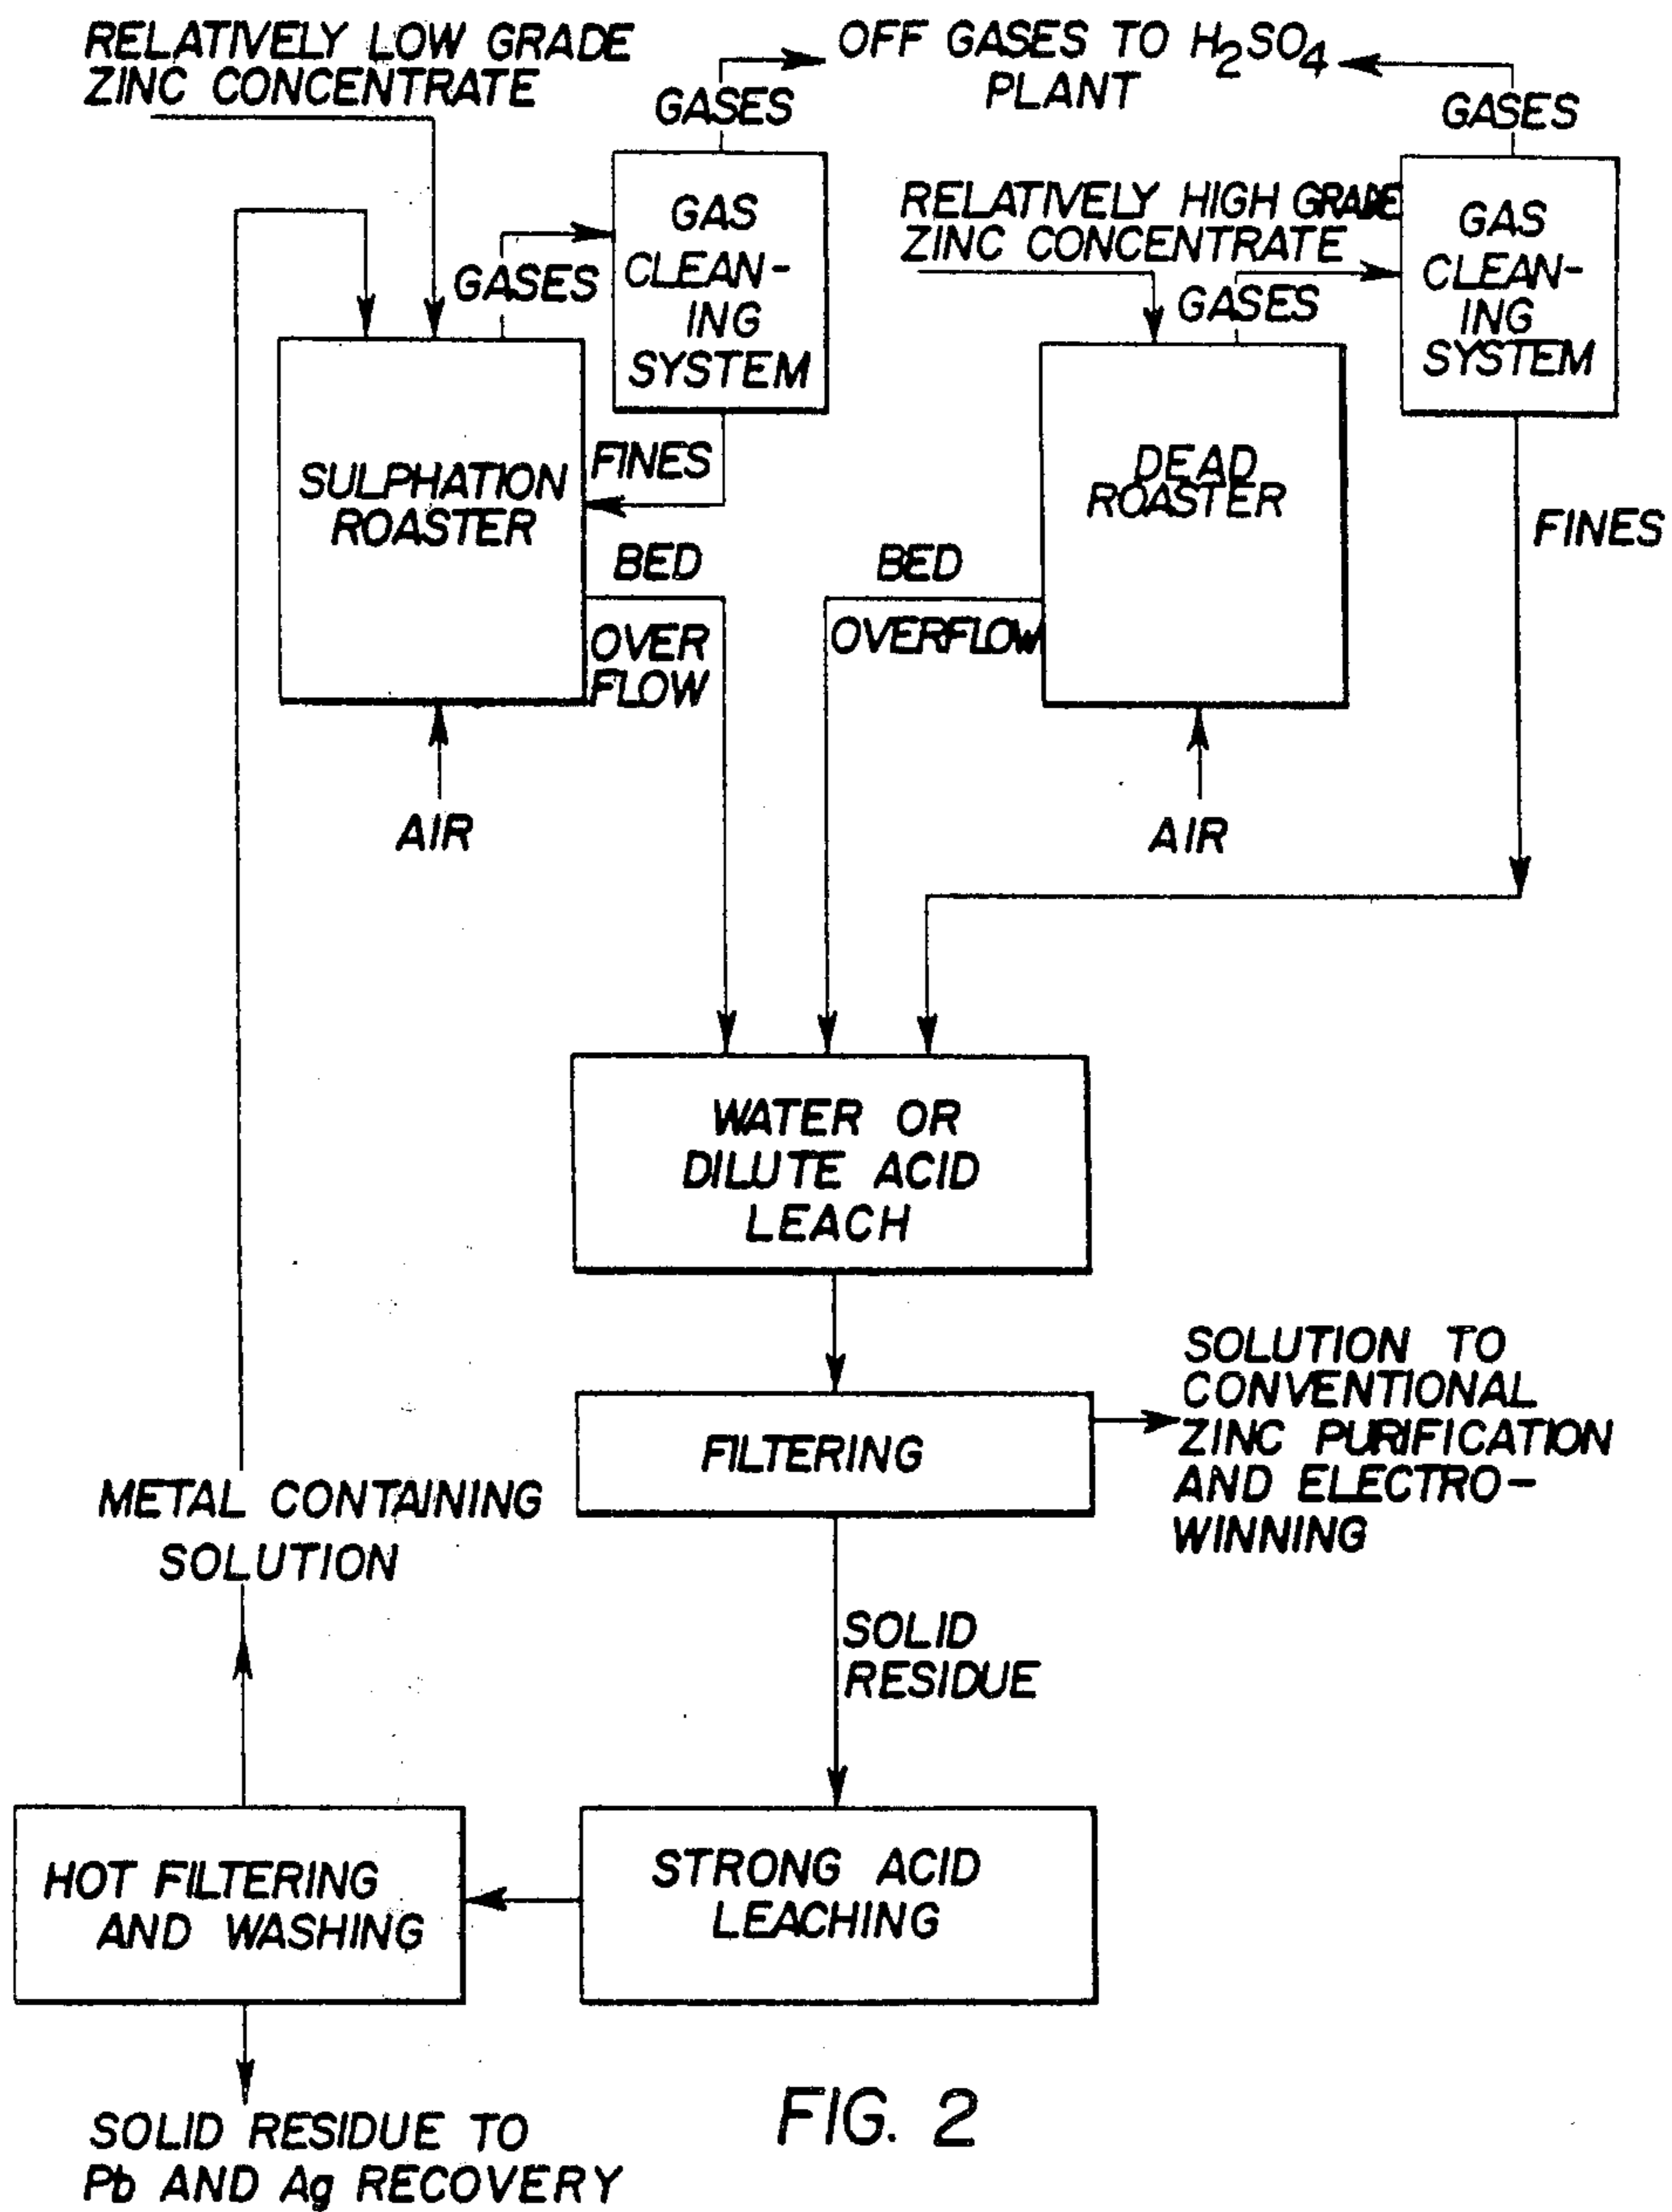 RELATIVELY LOW GRADE
ZINC CONCENTRATE
OFF GASES TO H₂SO₄
PLANT
GASES
GASES
GAS
CLEAN-
ING
SYSTEM
RELATIVELY HIGH GRADE
ZINC CONCENTRATE
GAS
CLEAN-
ING
SYSTEM
GASES
GASES
SULPHATION
ROASTER
FINES
DEAD
ROASTER
FINES
BED
OVER
FLOW
BED
OVERFLOW
AIR
AIR
WATER OR
DILUTE ACID
LEACH
FILTERING
SOLUTION TO
CONVENTIONAL
ZINC PURIFICATION
AND ELECTRO-
WINNING
METAL CONTAINING
SOLUTION
SOLID
RESIDUE
HOT FILTERING
AND WASHING
STRONG ACID
LEACHING
SOLID RESIDUE TO
Pb AND Ag RECOVERY
FIG. 2